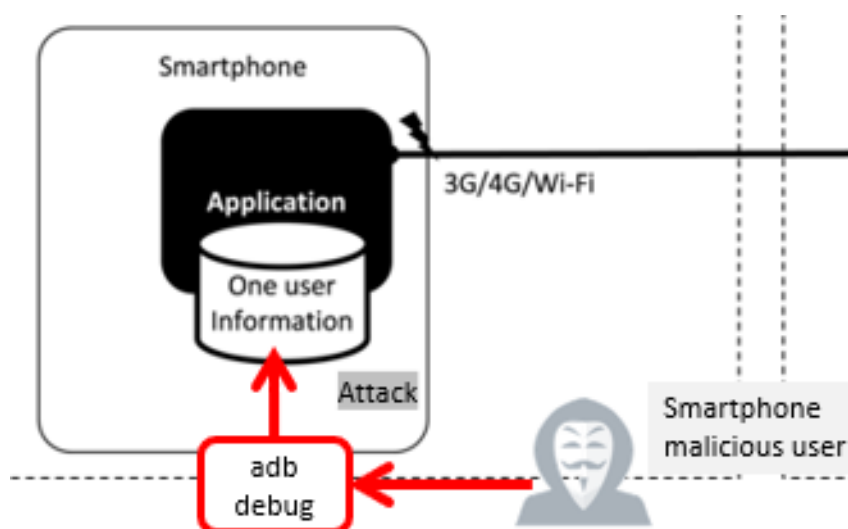 Smartphone
3G/4G/Wi-Fi
Application
One user
Information
Attack
Smartphone
malicious user
adb
debug